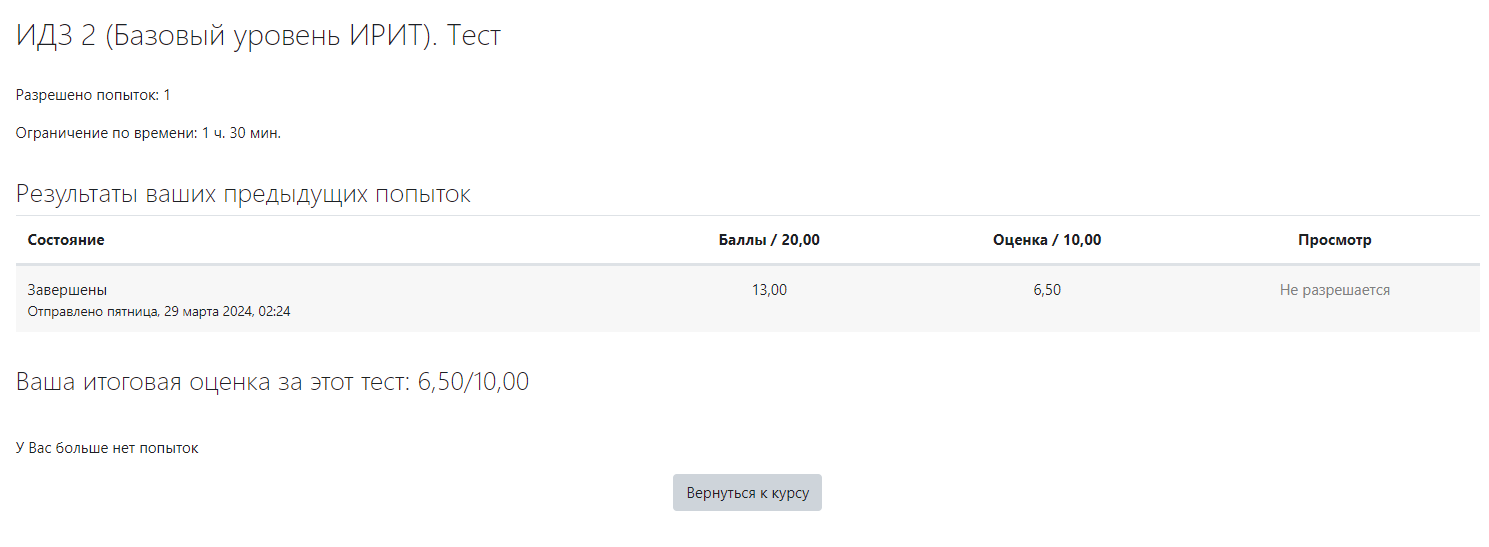 ИДЗ 2 (Базовый уровень ИРИТ). Тест
Разрешено попыток: 1
Ограничение по времени: 1 ч. 30 мин.
Результаты ваших предыдущих попыток
Состояние Баллы / 20,00 Оценка / 10,00 Просмотр
Завершены 13,00 6,50 Не разрешается
Отправлено пятница, 29 марта 2024, 02:24
Ваша итоговая оценка за этот тест: 6,50/10,00
У Вас больше нет попыток
Вернуться к курсу